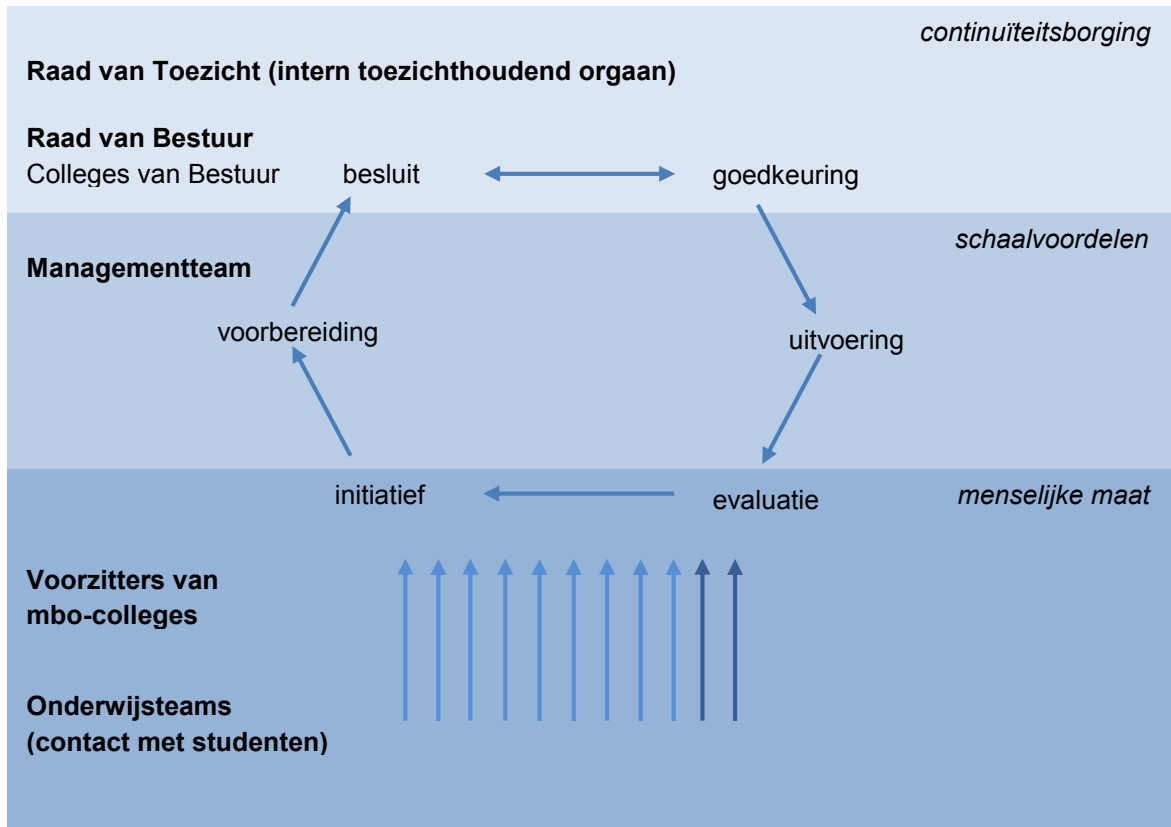 continuïteitsborging
Raad van Toezicht (intern toezichthoudend orgaan)
Raad van Bestuur
Colleges van Bestuur besluit goedkeuring
schaalvoordelen
Managementteam
voorbereiding uitvoering
initiatief evaluatie menselijke maat
Voorzitters van
mbo-colleges
Onderwijsteams
(contact met studenten)